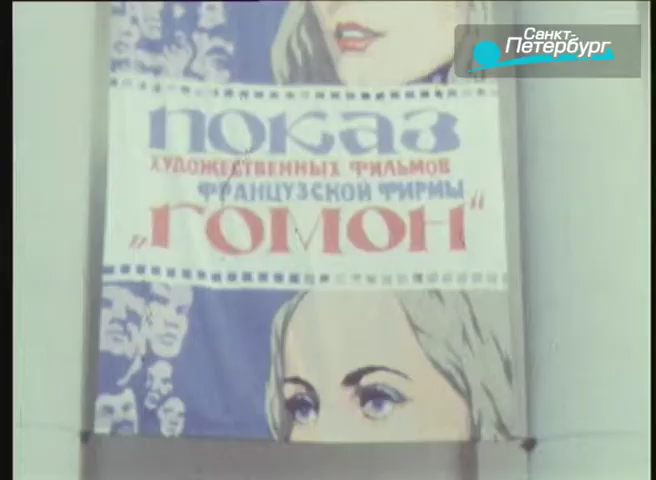 Санкт-
Петербург
ПОКАЗ
ХУДОЖЕСТВЕННЫХ ФИЛЬМОВ
ФРАНЦУЗСКОЙ ФИРМЫ
„ГОМОН“